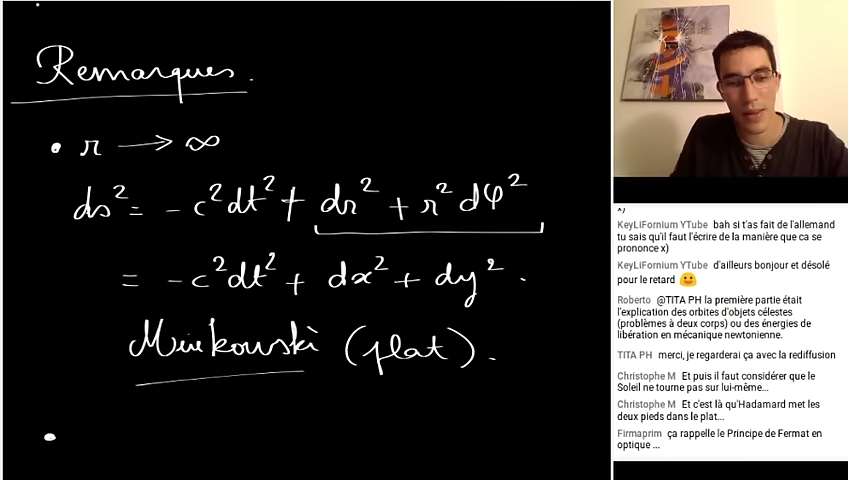 Remarques.
• r → ∞
ds² = - c²dt² + dr² + r²dφ²
= - c²dt² + dx² + dy².
Minkowski (plat).
•
x)
KeyLiFornium YTube bah si t'as fait de l'allemand
tu sais qu'il faut l'écrire de la manière que ca se
prononce x)
KeyLiFornium YTube d'ailleurs bonjour et désolé
pour le retard 😀
Roberto @TITA PH la première partie était
l'explication des orbites d'objets célestes
(problèmes à deux corps) ou des énergies de
libération en mécanique newtonienne.
TITA PH merci, je regarderai ça avec la rediffusion
Christophe M Et puis il faut considérer que le
Soleil ne tourne pas sur lui-même...
Christophe M Et c'est là qu'Hadamard met les
deux pieds dans le plat...
Firmaprim ça rappelle le Principe de Fermat en
optique ...